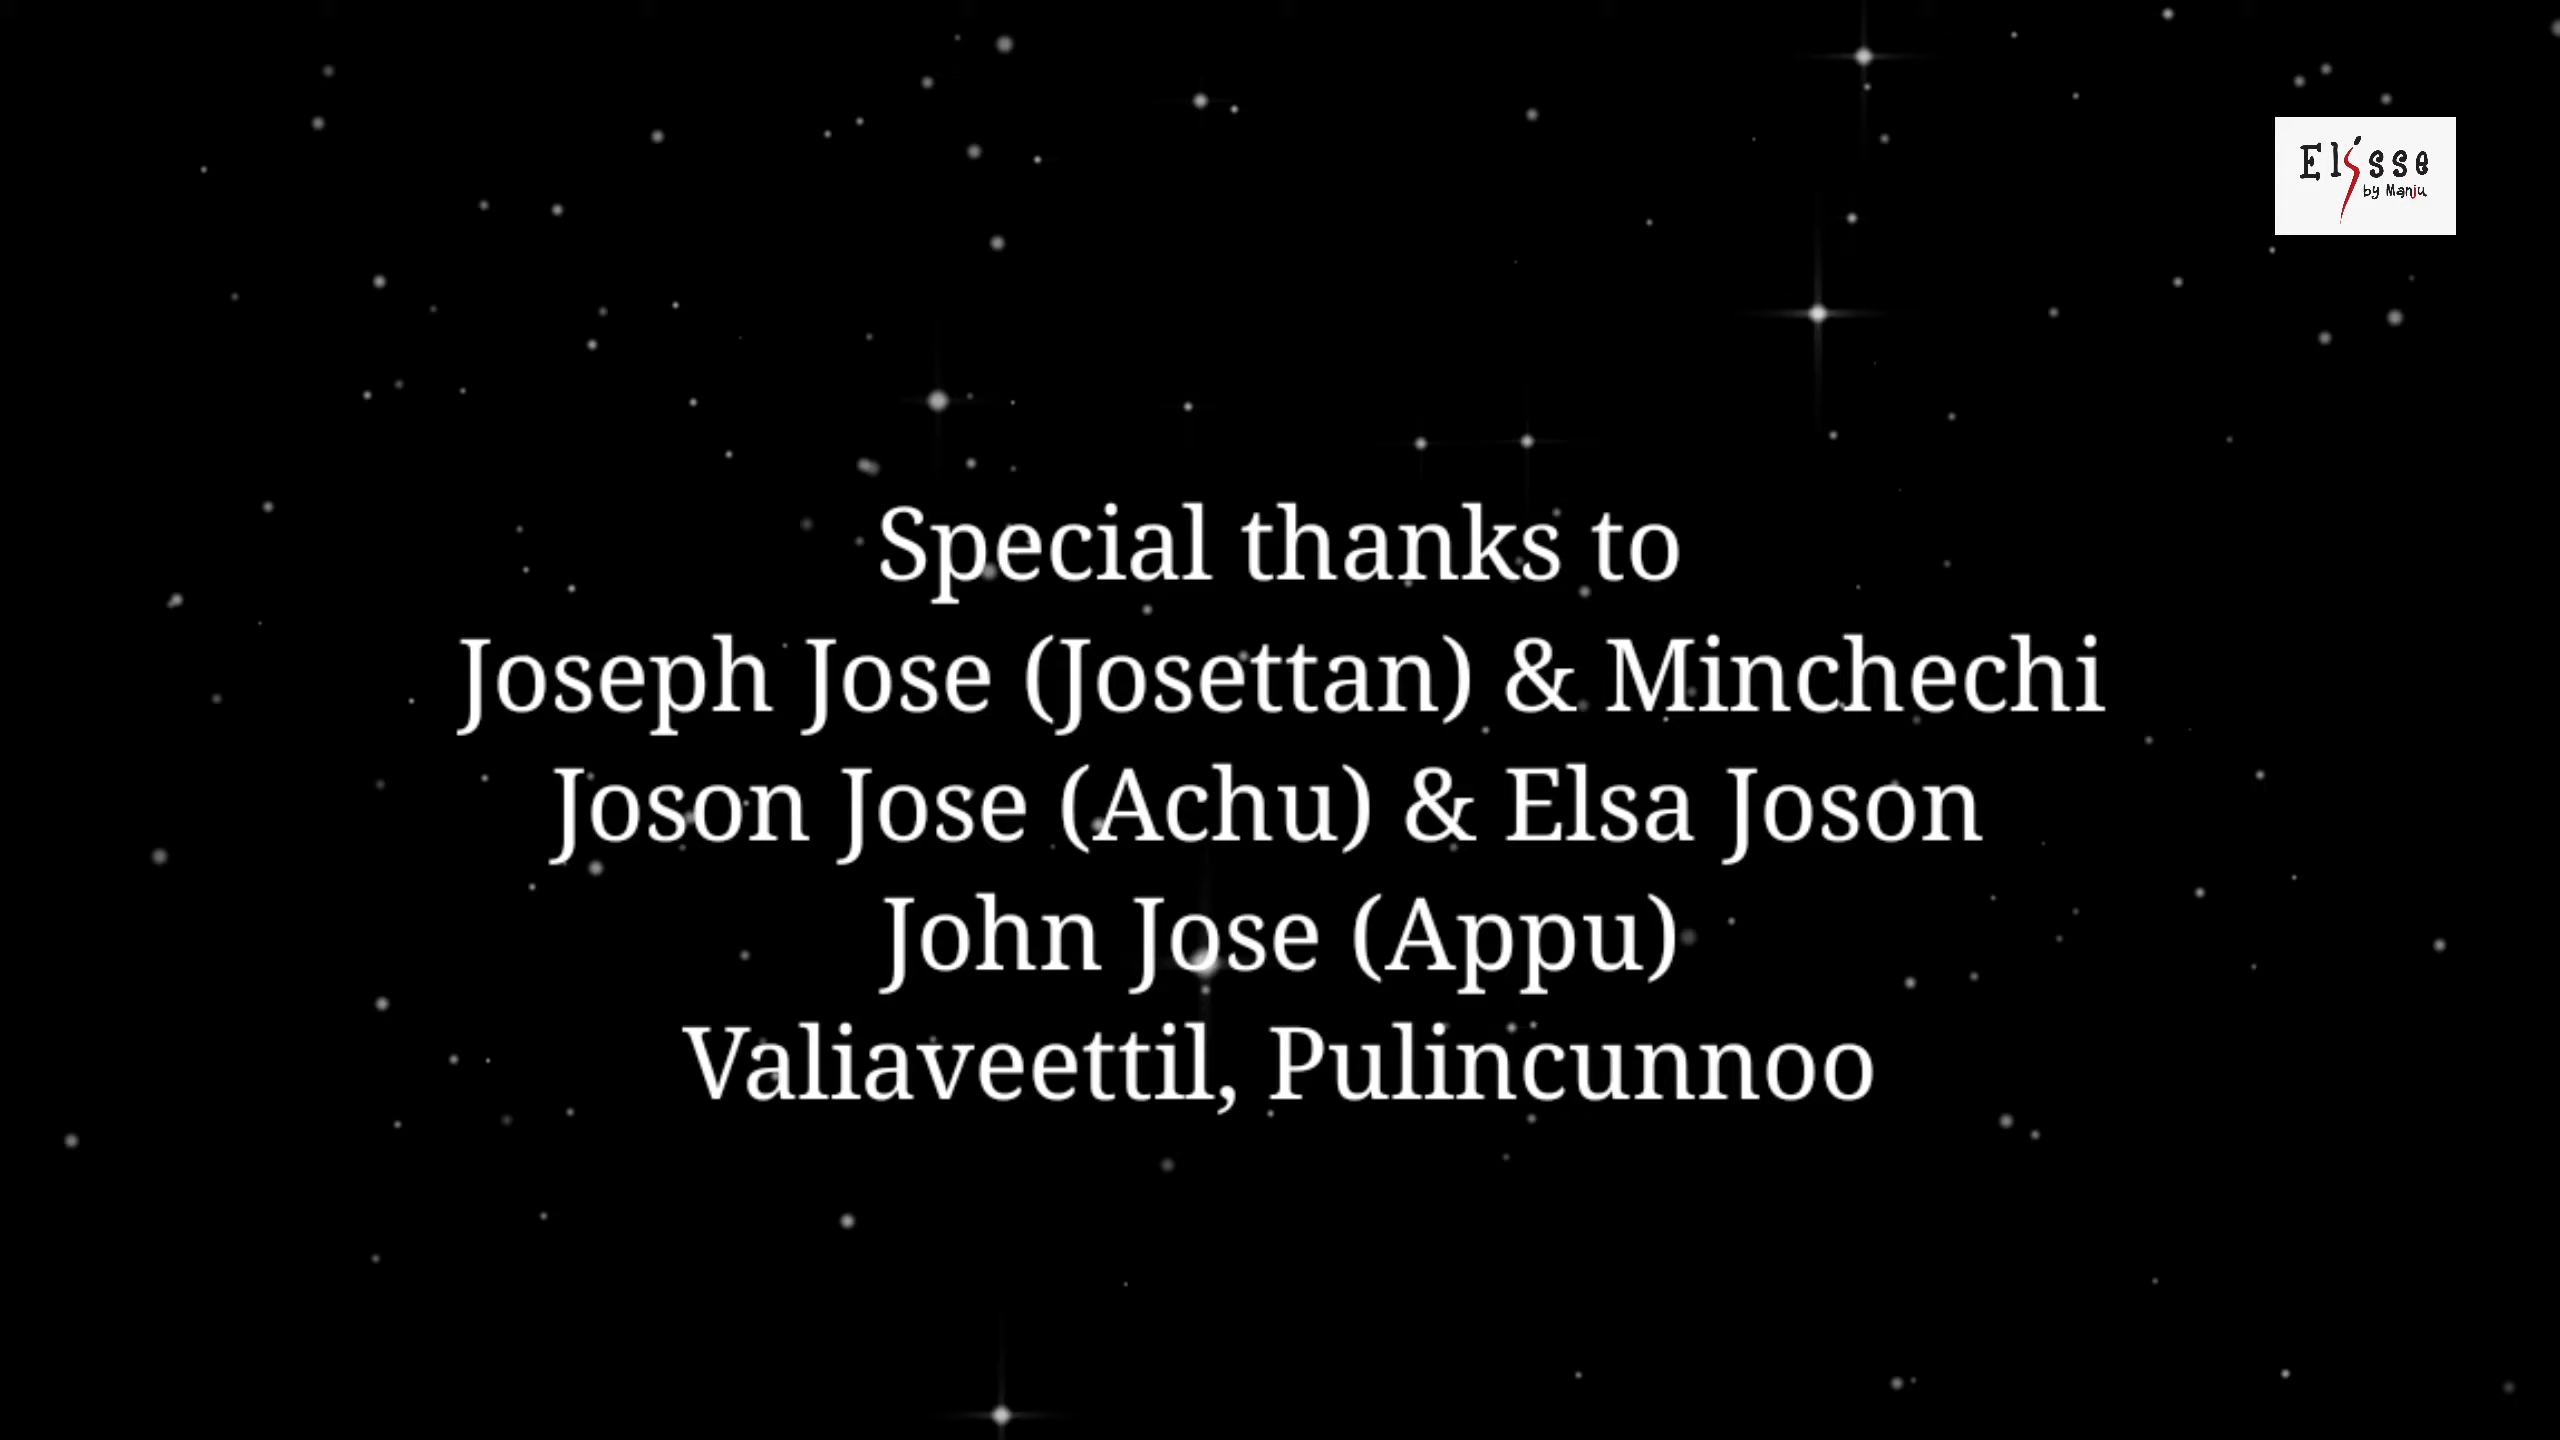 Elisse
by Manju
Special thanks to
Joseph Jose (Josettan) & Minchechi
Joson Jose (Achu) & Elsa Joson
John Jose (Appu)
Valiaveettil, Pulincunnoo